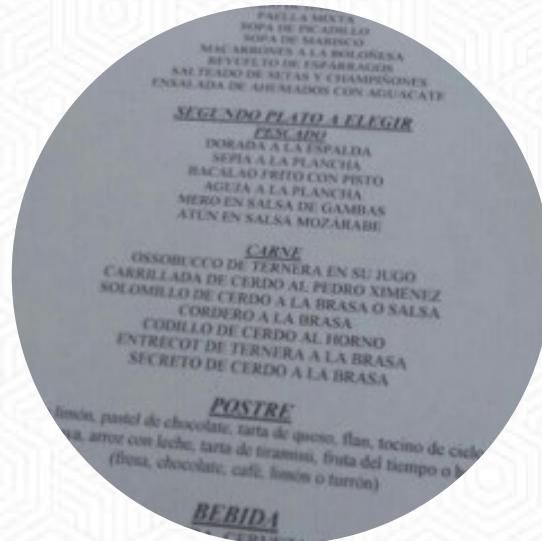 PAELLA MIXTA
SOPA DE PICADILLO
SOPA DE MARISCO
MACARRONES A LA BOLOÑESA
REVUELTO DE ESPARRAGOS
SALTEADO DE SETAS Y CHAMPIÑONES
ENSALADA DE AHUMADOS CON AGUACATE
SEGUNDO PLATO A ELEGIR
PESCADO
DORADA A LA ESPALDA
SEPIA A LA PLANCHA
BACALAO FRITO CON PISTO
AGUJA A LA PLANCHA
MERO EN SALSA DE GAMBAS
ATÚN EN SALSA MOZARABE
CARNE
OSSOBUCCO DE TERNERA EN SU JUGO
CARRILLADA DE CERDO AL PEDRO XIMÉNEZ
SOLOMILLO DE CERDO A LA BRASA O SALSA
CORDERO A LA BRASA
CODILLO DE CERDO AL HORNO
ENTRECOT DE TERNERA A LA BRASA
SECRETO DE CERDO A LA BRASA
POSTRE
limón, pastel de chocolate, tarta de queso, flan, tocino de cielo
arroz con leche, tarta de tiramisu, fruta del tiempo o
(fresa, chocolate, café, limón o turrón)
BEBIDA